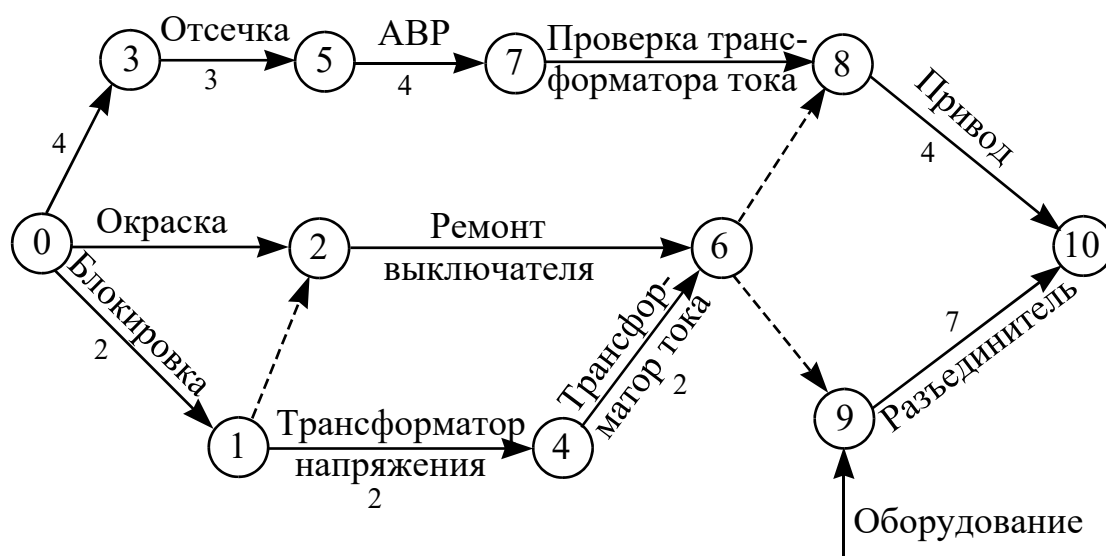 Отсечка
АВР
Проверка транс-
форматора тока
3
5
7
8
3
4
4
Привод
4
Окраска
Ремонт
выключателя
0
2
6
10
Блокировка
2
Трансфор-
матор тока
2
7
Разъединитель
Трансформатор
напряжения
2
1
4
9
Оборудование